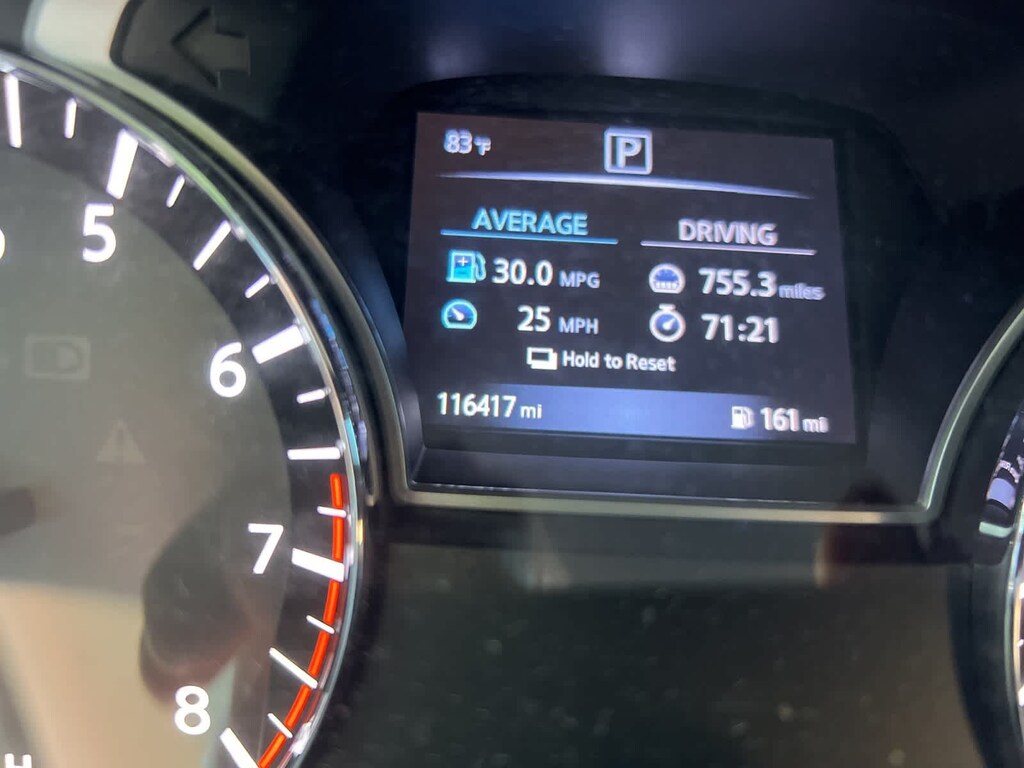 83°F P
AVERAGE DRIVING
30.0 MPG 755.3 miles
25 MPH 71:21
Hold to Reset
116417 mi 161 mi
5
6
7
8